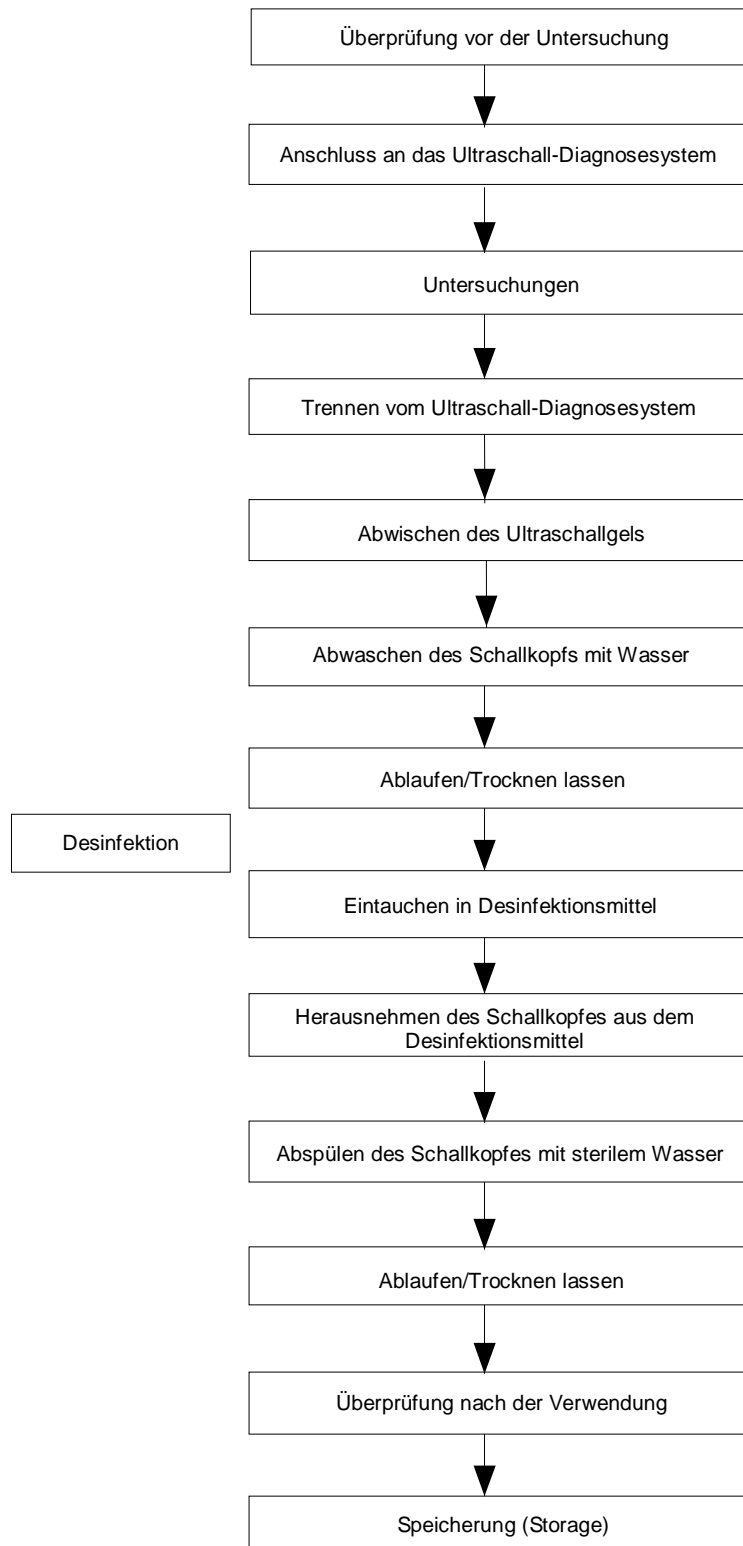 Überprüfung vor der Untersuchung
Anschluss an das Ultraschall-Diagnosesystem
Untersuchungen
Trennen vom Ultraschall-Diagnosesystem
Abwischen des Ultraschallgels
Abwaschen des Schallkopfs mit Wasser
Ablaufen/Trocknen lassen
Desinfektion
Eintauchen in Desinfektionsmittel
Herausnehmen des Schallkopfes aus dem
Desinfektionsmittel
Abspülen des Schallkopfes mit sterilem Wasser
Ablaufen/Trocknen lassen
Überprüfung nach der Verwendung
Speicherung (Storage)